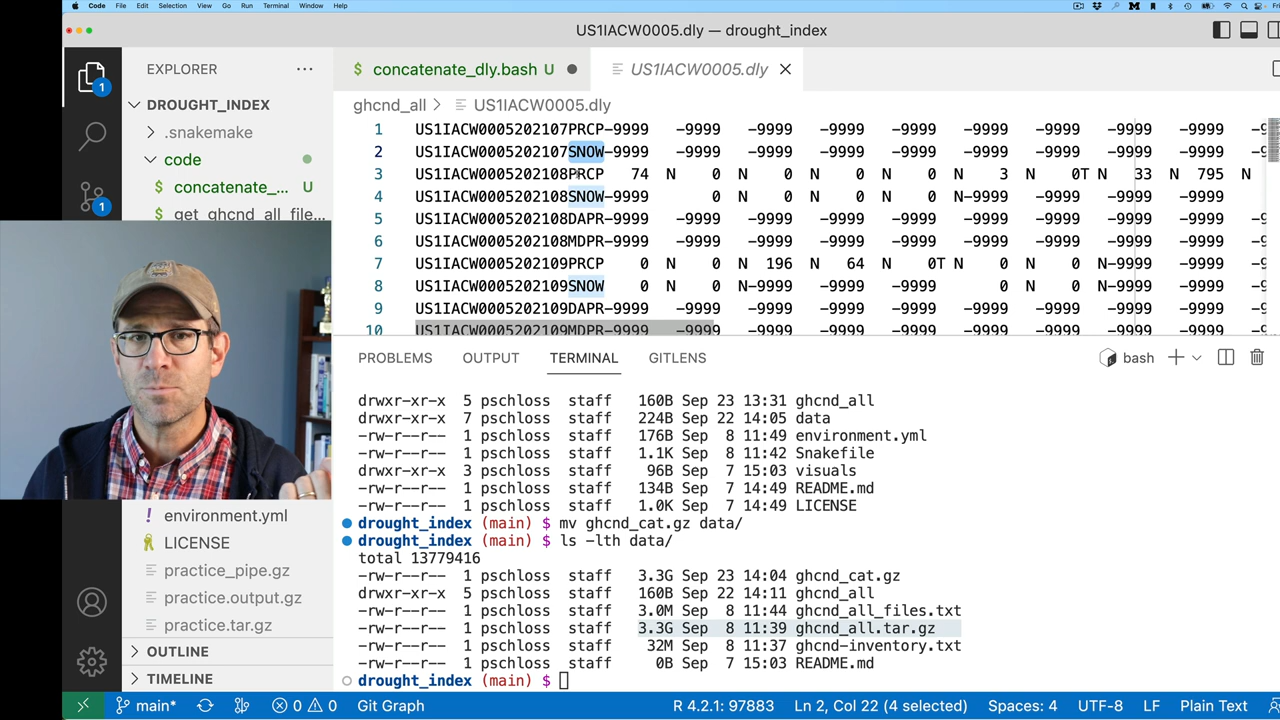 Code File Edit Selection View Go Run Terminal Window Help
US1IACW0005.dly — drought_index
EXPLORER
DROUGHT_INDEX
.snakemake
code
concatenate_... U
get_ghcnd_all_file...
environment.yml
LICENSE
practice_pipe.gz
practice.output.gz
practice.tar.gz
OUTLINE
TIMELINE
1
1
$ concatenate_dly.bash U
US1IACW0005.dly
ghcnd_all > US1IACW0005.dly
1 US1IACW0005202107PRCP-9999 -9999 -9999 -9999 -9999 -9999 -9999 -9999 -9999
2 US1IACW0005202107SNOW-9999 -9999 -9999 -9999 -9999 -9999 -9999 -9999 -9999
3 US1IACW0005202108PRCP 74 N 0 N 0 N 0 N 0 N 3 N 0T N 33 N 795 N
4 US1IACW0005202108SNOW-9999 0 N 0 N 0 N 0 N-9999 -9999 -9999 -9999
5 US1IACW0005202108DAPR-9999 -9999 -9999 -9999 -9999 -9999 -9999 -9999 -9999
6 US1IACW0005202108MDPR-9999 -9999 -9999 -9999 -9999 -9999 -9999 -9999 -9999
7 US1IACW0005202109PRCP 0 N 0 N 196 N 64 N 0T N 0 N 0 N-9999 -9999
8 US1IACW0005202109SNOW 0 N 0 N-9999 -9999 -9999 0 N 0 N-9999 -9999
9 US1IACW0005202109DAPR-9999 -9999 -9999 -9999 -9999 -9999 -9999 -9999 -9999
10 US1IACW0005202109MDPR-9999 -9999 -9999 -9999 -9999 -9999 -9999 -9999 -9999
PROBLEMS OUTPUT TERMINAL GITLENS
bash
drwxr-xr-x 5 pschloss staff 160B Sep 23 13:31 ghcnd_all
drwxr-xr-x 7 pschloss staff 224B Sep 22 14:05 data
-rw-r--r-- 1 pschloss staff 176B Sep 8 11:49 environment.yml
-rw-r--r-- 1 pschloss staff 1.1K Sep 8 11:42 Snakefile
drwxr-xr-x 3 pschloss staff 96B Sep 7 15:03 visuals
-rw-r--r-- 1 pschloss staff 134B Sep 7 14:49 README.md
-rw-r--r-- 1 pschloss staff 1.0K Sep 7 14:49 LICENSE
drought_index (main) $ mv ghcnd_cat.gz data/
drought_index (main) $ ls -lth data/
total 13779416
-rw-r--r-- 1 pschloss staff 3.3G Sep 23 14:04 ghcnd_cat.gz
drwxr-xr-x 5 pschloss staff 160B Sep 22 14:11 ghcnd_all
-rw-r--r-- 1 pschloss staff 3.0M Sep 8 11:44 ghcnd_all_files.txt
-rw-r--r-- 1 pschloss staff 3.3G Sep 8 11:39 ghcnd_all.tar.gz
-rw-r--r-- 1 pschloss staff 32M Sep 8 11:37 ghcnd-inventory.txt
-rw-r--r-- 1 pschloss staff 0B Sep 7 15:03 README.md
drought_index (main) $
main* 0 0 Git Graph R 4.2.1: 97883 Ln 2, Col 22 (4 selected) Spaces: 4 UTF-8 LF Plain Text